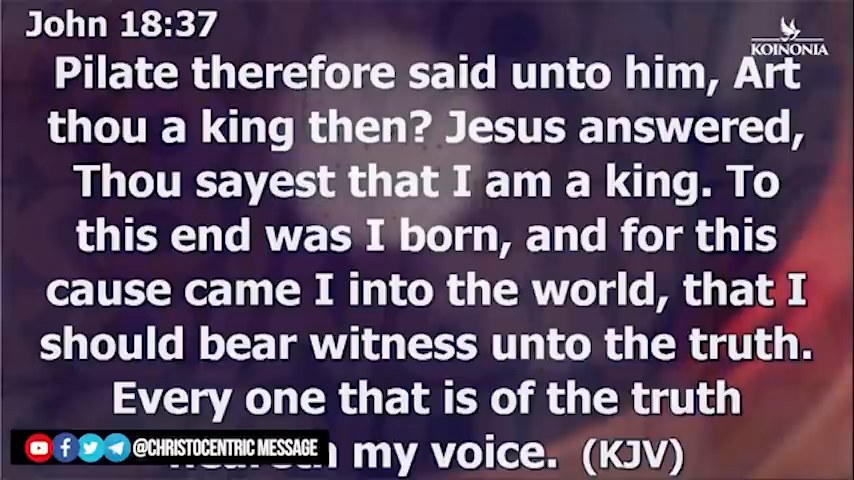 John 18:37
KOINONIA
Pilate therefore said unto him, Art
thou a king then? Jesus answered,
Thou sayest that I am a king. To
this end was I born, and for this
cause came I into the world, that I
should bear witness unto the truth.
Every one that is of the truth
my voice. (KJV)
@CHRISTOCENTRIC MESSAGE